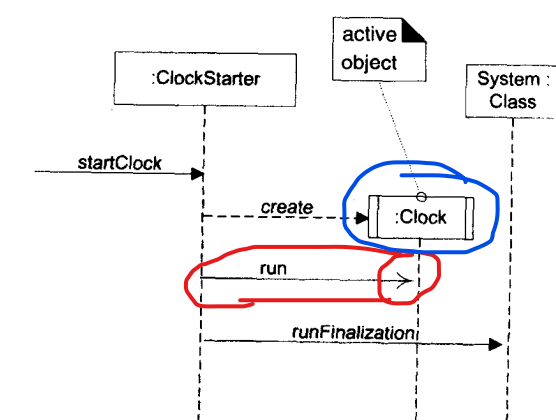 active
object
:ClockStarter
System :
Class
startClock
create
:Clock
run
runFinalization